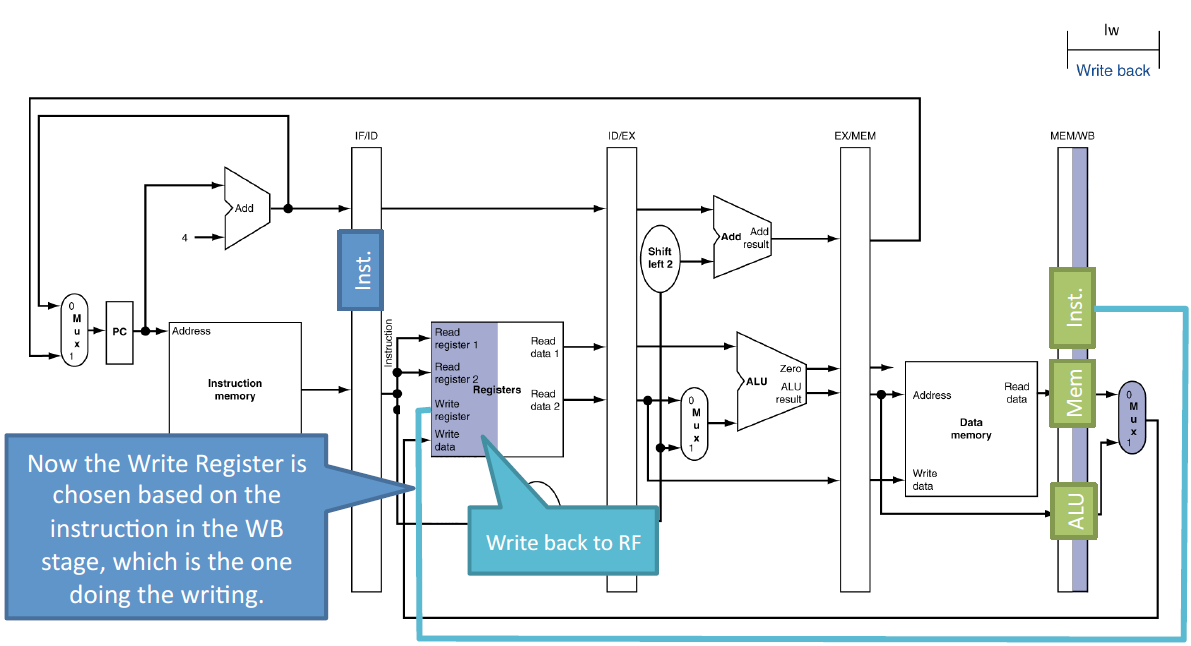 lw
Write back
IF/ID
ID/EX
EX/MEM
MEM/WB
Add
4
Add
Add
result
Shift
left 2
Inst.
Inst.
0
M
u
x
1
PC
Address
Instruction
memory
Instruction
Read
register 1
Read
register 2
Registers
Write
register
Write
data
Read
data 1
Read
data 2
0
M
u
x
1
Zero
ALU
ALU
result
Address
Read
data
Data
memory
Write
data
Mem
ALU
0
M
u
x
1
Now the Write Register is
chosen based on the
instruction in the WB
stage, which is the one
doing the writing.
Write back to RF